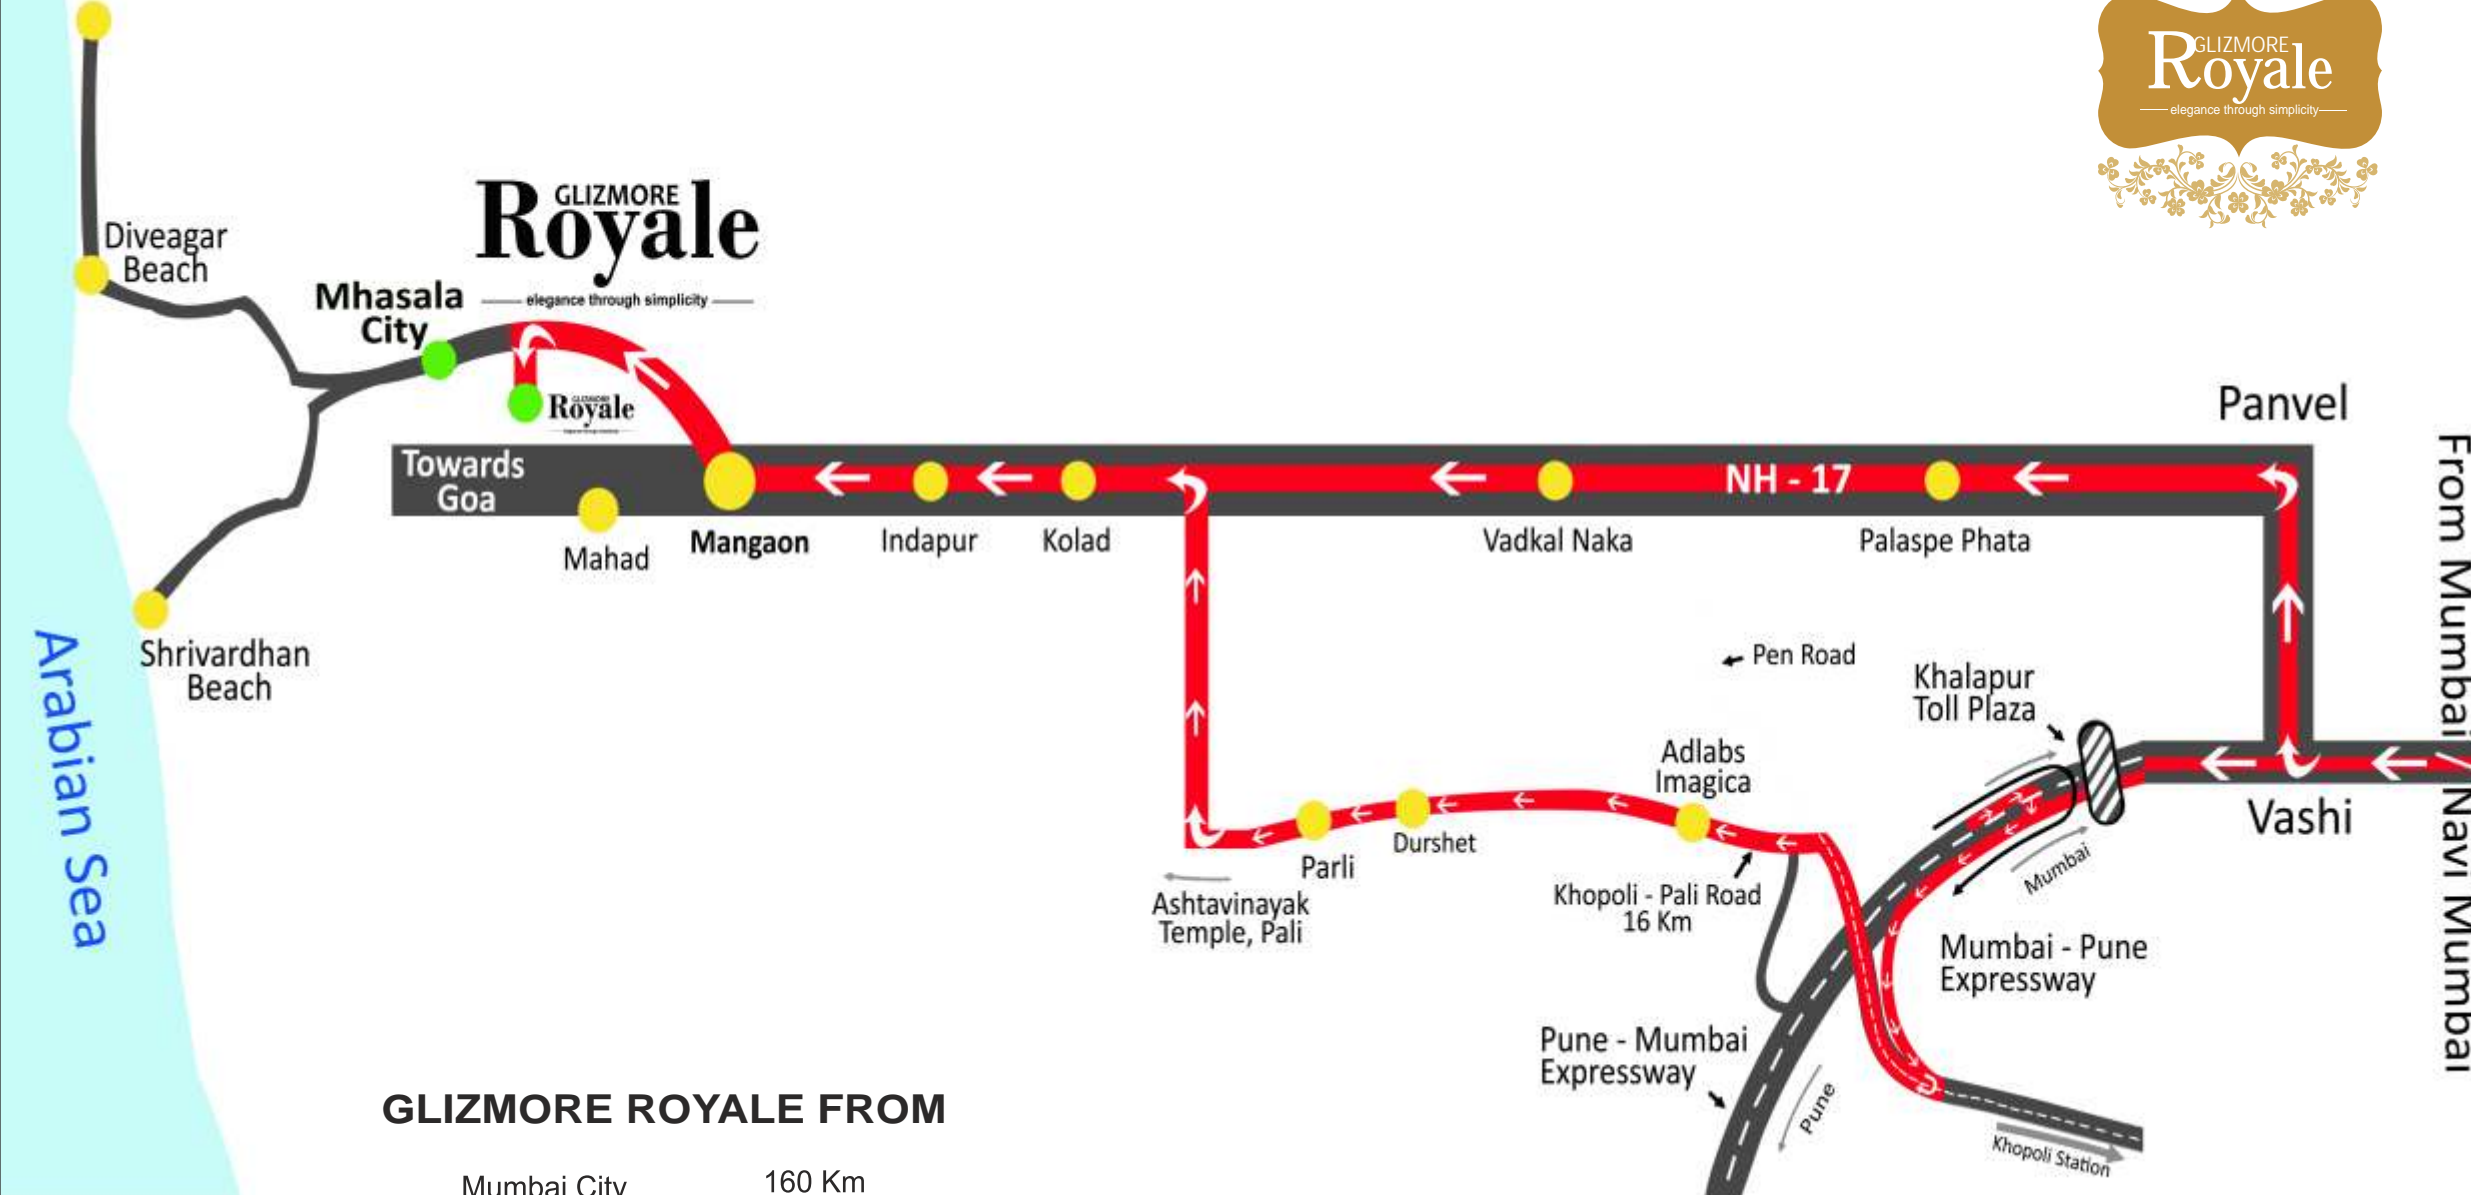 GLIZMORE
Royale
elegance through simplicity
Diveagar
Beach
Mhasala
City
GLIZMORE
Royale
elegance through simplicity
Royale
Towards
Goa
Mahad
Mangaon
Indapur
Kolad
Vadkal Naka
NH - 17
Palaspe Phata
Panvel
From Mumbai / Navi Mumbai
Shrivardhan
Beach
Arabian Sea
Pen Road
Khalapur
Toll Plaza
Vashi
Adlabs
Imagica
Durshet
Parli
Ashtavinayak
Temple, Pali
Khopoli - Pali Road
16 Km
Mumbai
Mumbai - Pune
Expressway
Pune - Mumbai
Expressway
Pune
Khopoli Station
GLIZMORE ROYALE FROM
Mumbai City 160 Km